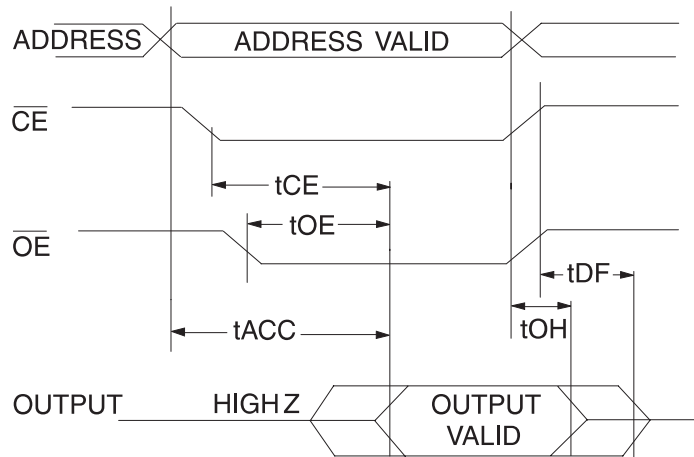 ADDRESS ADDRESS VALID
CE
tCE
tOE
OE
tDF
tACC tOH
OUTPUT HIGH Z OUTPUT
VALID